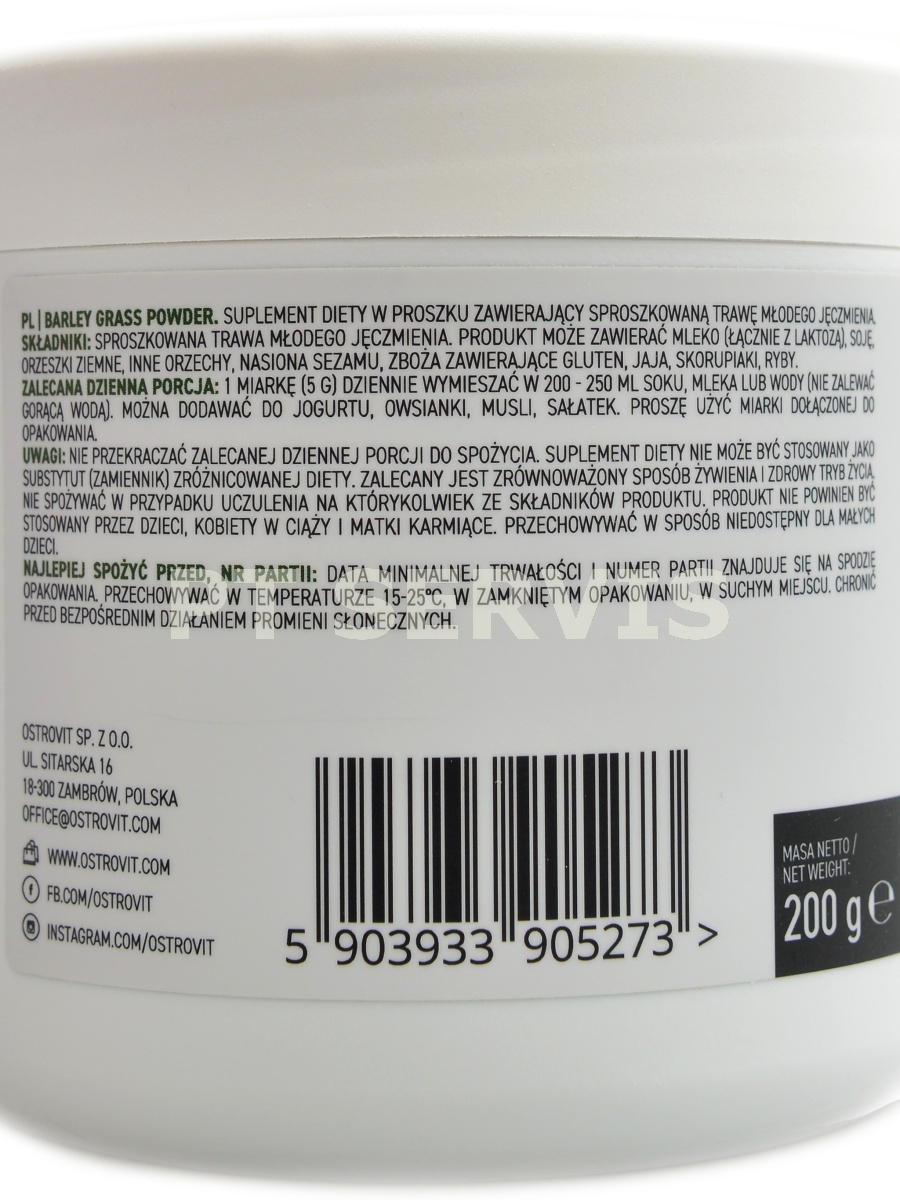 PL | BARLEY GRASS POWDER. SUPLEMENT DIETY W PROSZKU ZAWIERAJĄCY SPROSZKOWANĄ TRAWĘ MŁODEGO JĘCZMIENIA.
SKŁADNIKI: SPROSZKOWANA TRAWA MŁODEGO JĘCZMIENIA. PRODUKT MOŻE ZAWIERAĆ MLEKO (ŁĄCZNIE Z LAKTOZĄ), SOJĘ,
ORZESZKI ZIEMNE, INNE ORZECHY, NASIONA SEZAMU, ZBOŻA ZAWIERAJĄCE GLUTEN, JAJA, SKORUPIAKI, RYBY.
ZALECANA DZIENNA PORCJA: 1 MIARKĘ (5 G) DZIENNIE WYMIESZAĆ W 200 - 250 ML SOKU, MLEKA LUB WODY (NIE ZALEWAĆ
GORĄCĄ WODĄ). MOŻNA DODAWAĆ DO JOGURTU, OWSIANKI, MUSLI, SAŁATEK. PROSZĘ UŻYĆ MIARKI DOŁĄCZONEJ DO
OPAKOWANIA.
UWAGI: NIE PRZEKRACZAĆ ZALECANEJ DZIENNEJ PORCJI DO SPOŻYCIA. SUPLEMENT DIETY NIE MOŻE BYĆ STOSOWANY JAKO
SUBSTYTUT (ZAMIENNIK) ZRÓŻNICOWANEJ DIETY. ZALECANY JEST ZRÓWNOWAŻONY SPOSÓB ŻYWIENIA I ZDROWY TRYB ŻYCIA.
NIE SPOŻYWAĆ W PRZYPADKU UCZULENIA NA KTÓRYKOLWIEK ZE SKŁADNIKÓW PRODUKTU. PRODUKT NIE POWINIEN BYĆ
STOSOWANY PRZEZ DZIECI, KOBIETY W CIĄŻY I MATKI KARMIĄCE. PRZECHOWYWAĆ W SPOSÓB NIEDOSTĘPNY DLA MAŁYCH
DZIECI.
NAJLEPIEJ SPOŻYĆ PRZED, NR PARTII: DATA MINIMALNEJ TRWAŁOŚCI I NUMER PARTII ZNAJDUJE SIĘ NA SPODZIE
OPAKOWANIA. PRZECHOWYWAĆ W TEMPERATURZE 15-25°C, W ZAMKNIĘTYM OPAKOWANIU, W SUCHYM MIEJSCU. CHRONIĆ
PRZED BEZPOŚREDNIM DZIAŁANIEM PROMIENI SŁONECZNYCH.
PT SERVIS
OSTROVIT SP. Z O.O.
UL. SITARSKA 16
18-300 ZAMBRÓW, POLSKA
OFFICE@OSTROVIT.COM
WWW.OSTROVIT.COM
FB.COM/OSTROVIT
INSTAGRAM.COM/OSTROVIT
5 903933 905273 >
MASA NETTO /
NET WEIGHT:
200 g ℮